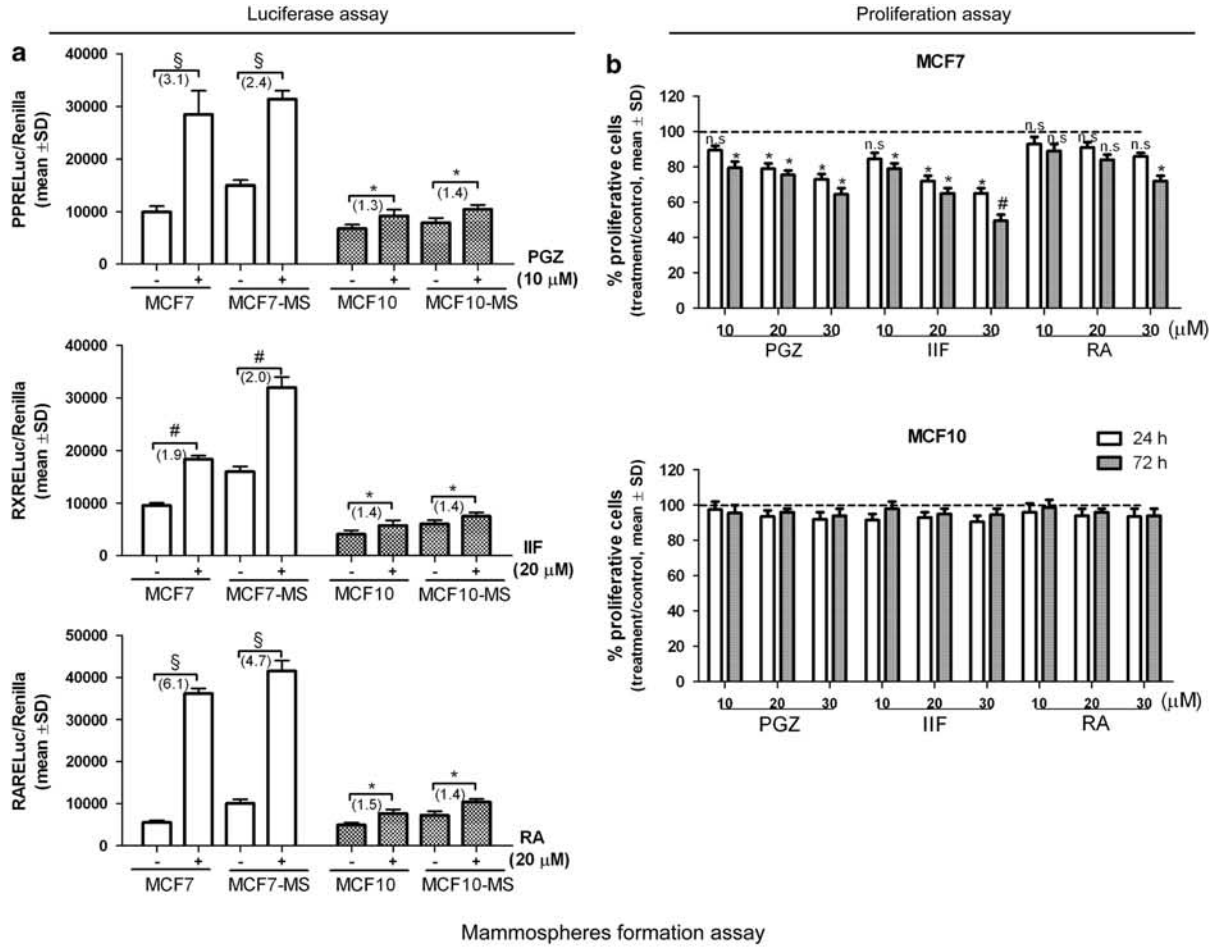 Luciferase assay
Proliferation assay
a
PPRELuc/Renilla
(mean ±SD)
40000
30000
20000
10000
0
§
(3.1)
§
(2.4)
*
(1.3)
*
(1.4)
PGZ
- + - + - + - + (10 µM)
MCF7 MCF7-MS MCF10 MCF10-MS
RXRELuc/Renilla
(mean ±SD)
40000
30000
20000
10000
0
#
(1.9)
#
(2.0)
*
(1.4)
*
(1.4)
IIF
- + - + - + - + (20 µM)
MCF7 MCF7-MS MCF10 MCF10-MS
RARELuc/Renilla
(mean ±SD)
50000
40000
30000
20000
10000
0
§
(6.1)
§
(4.7)
*
(1.5)
*
(1.4)
RA
- + - + - + - + (20 µM)
MCF7 MCF7-MS MCF10 MCF10-MS
b
MCF7
% proliferative cells
(treatment/control, mean ± SD)
120
100
80
60
40
20
0
n.s * * * * * n.s * * * * # n.s n.s n.s n.s n.s *
10 20 30 10 20 30 10 20 30 (µM)
PGZ IIF RA
MCF10
24 h
72 h
% proliferative cells
(treatment/control, mean ± SD)
120
100
80
60
40
20
0
10 20 30 10 20 30 10 20 30 (µM)
PGZ IIF RA
Mammospheres formation assay